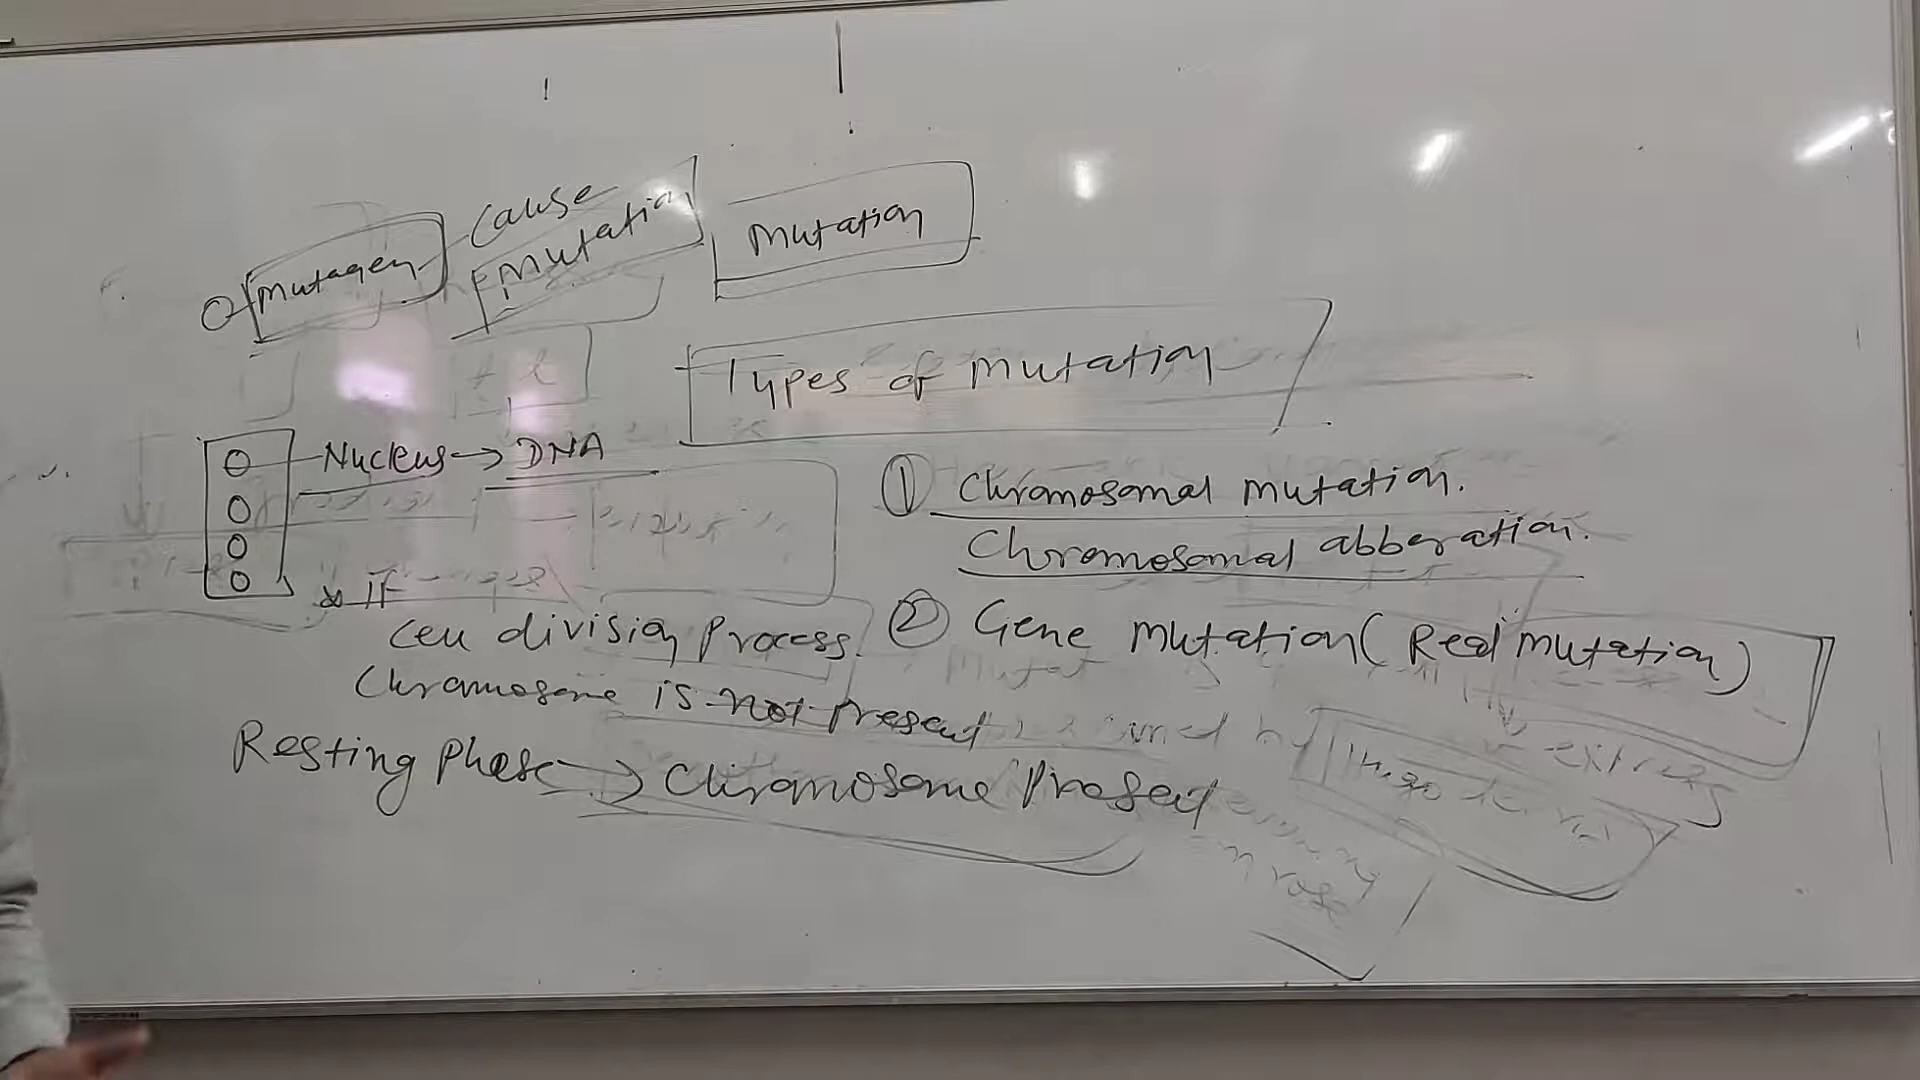 Mutagen
Cause
Mutation
Mutation
Types of Mutation
Nucleus → DNA
① Chromosomal mutation.
Chromosomal abberation.
② Gene Mutation (Real Mutation)
If
Cell division Process.
Chromosome is not Present
Resting Phase → Chromosome Present